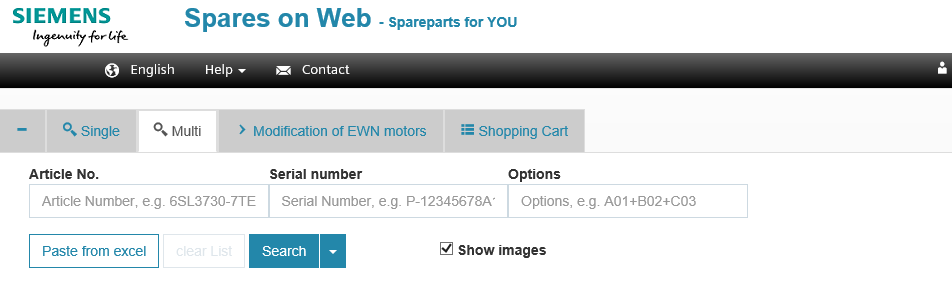 SIEMENS
Ingenuity for life
Spares on Web - Spareparts for YOU
English Help Contact
Single Multi Modification of EWN motors Shopping Cart
Article No. Serial number Options
Article Number, e.g. 6SL3730-7TE Serial Number, e.g. P-12345678A Options, e.g. A01+B02+C03
Paste from excel clear List Search Show images